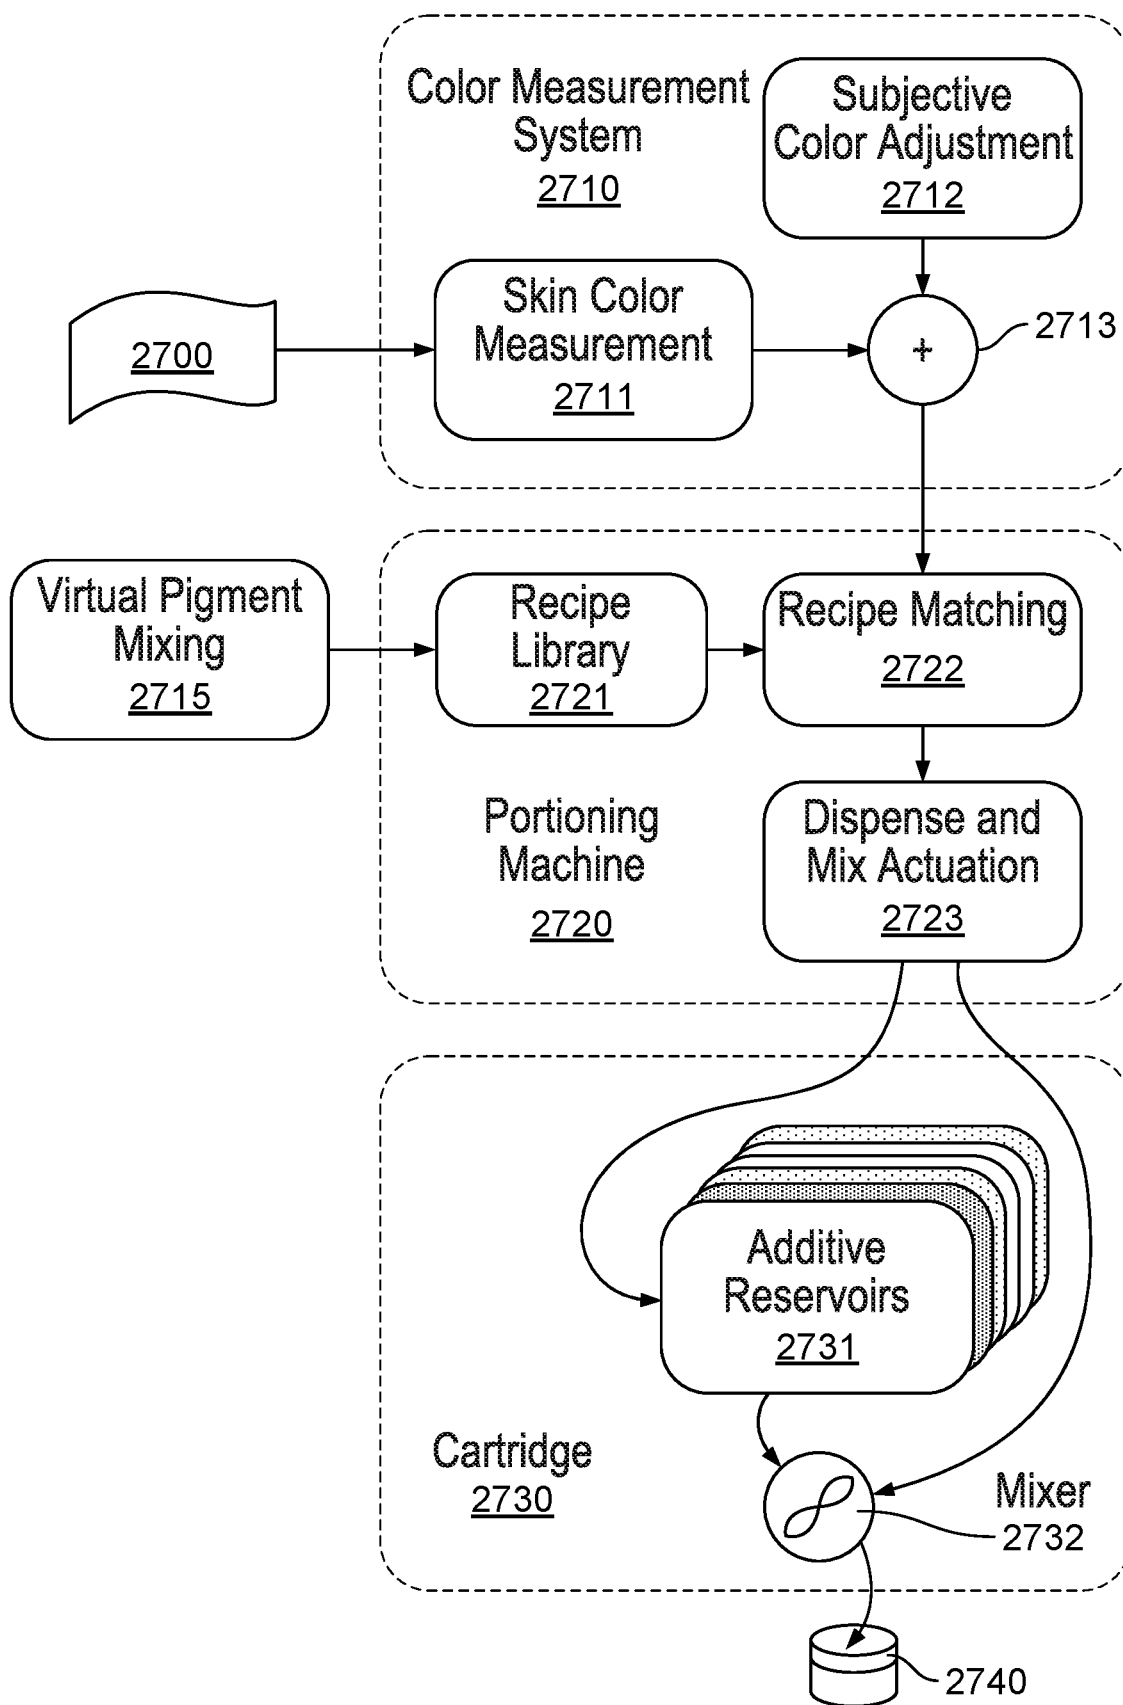 Color Measurement
System
2710
Subjective
Color Adjustment
2712
2700
Skin Color
Measurement
2711
+
2713
Virtual Pigment
Mixing
2715
Recipe
Library
2721
Recipe Matching
2722
Portioning
Machine
2720
Dispense and
Mix Actuation
2723
Additive
Reservoirs
2731
Cartridge
2730
Mixer
2732
2740